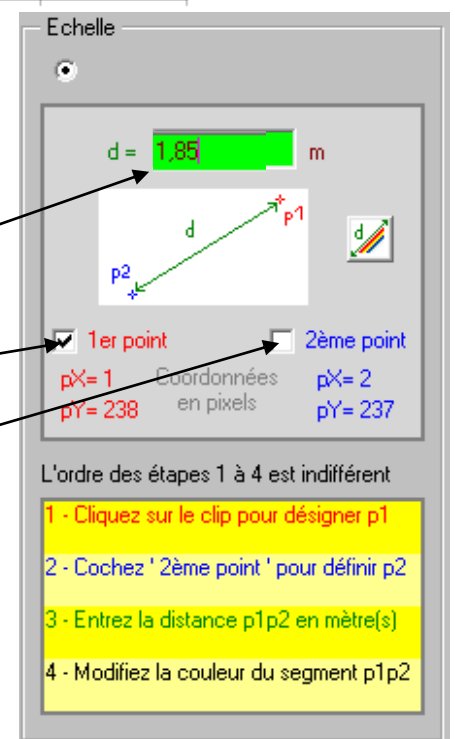 Echelle
d = 1,85 m
d
p1
p2
d
1er point 2ème point
pX= 1 Coordonnées pX= 2
pY= 238 en pixels pY= 237
L'ordre des étapes 1 à 4 est indifférent
1 - Cliquez sur le clip pour désigner p1
2 - Cochez ' 2ème point ' pour définir p2
3 - Entrez la distance p1p2 en mètre(s)
4 - Modifiez la couleur du segment p1p2